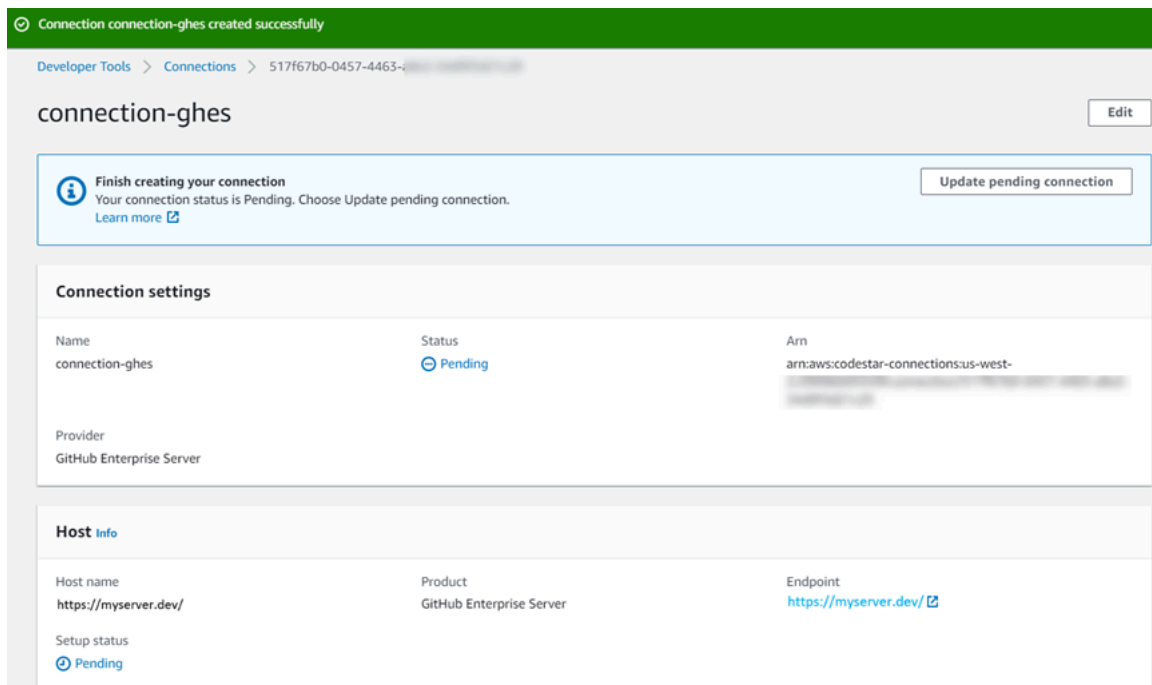 Connection connection-ghes created successfully
Developer Tools > Connections > 517f67b0-0457-4463-
connection-ghes
Edit
Finish creating your connection
Your connection status is Pending. Choose Update pending connection.
Learn more
Update pending connection
Connection settings
Name
connection-ghes
Status
Pending
Arn
arn:aws:codestar-connections:us-west-
Provider
GitHub Enterprise Server
Host Info
Host name
https://myserver.dev/
Product
GitHub Enterprise Server
Endpoint
https://myserver.dev/
Setup status
Pending